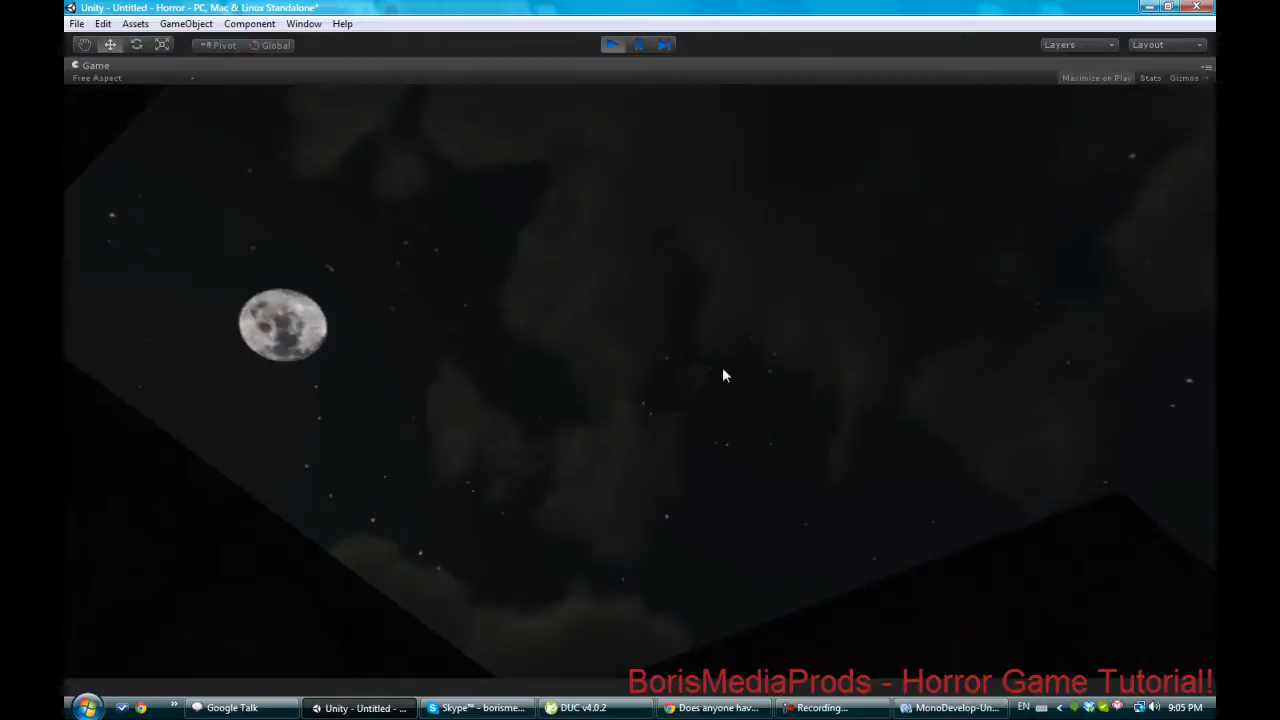 Unity - Untitled - Horror - PC, Mac & Linux Standalone*
File Edit Assets GameObject Component Window Help
Pivot Global Layers Layout
Game
Free Aspect Maximize on Play Stats Gizmos
BorisMediaProds - Horror Game Tutorial!
Google Talk Unity - Untitled - ... Skype™ - borisme... DUC v4.0.2 Does anyone hav... Recording... MonoDevelop-Un... EN 9:05 PM